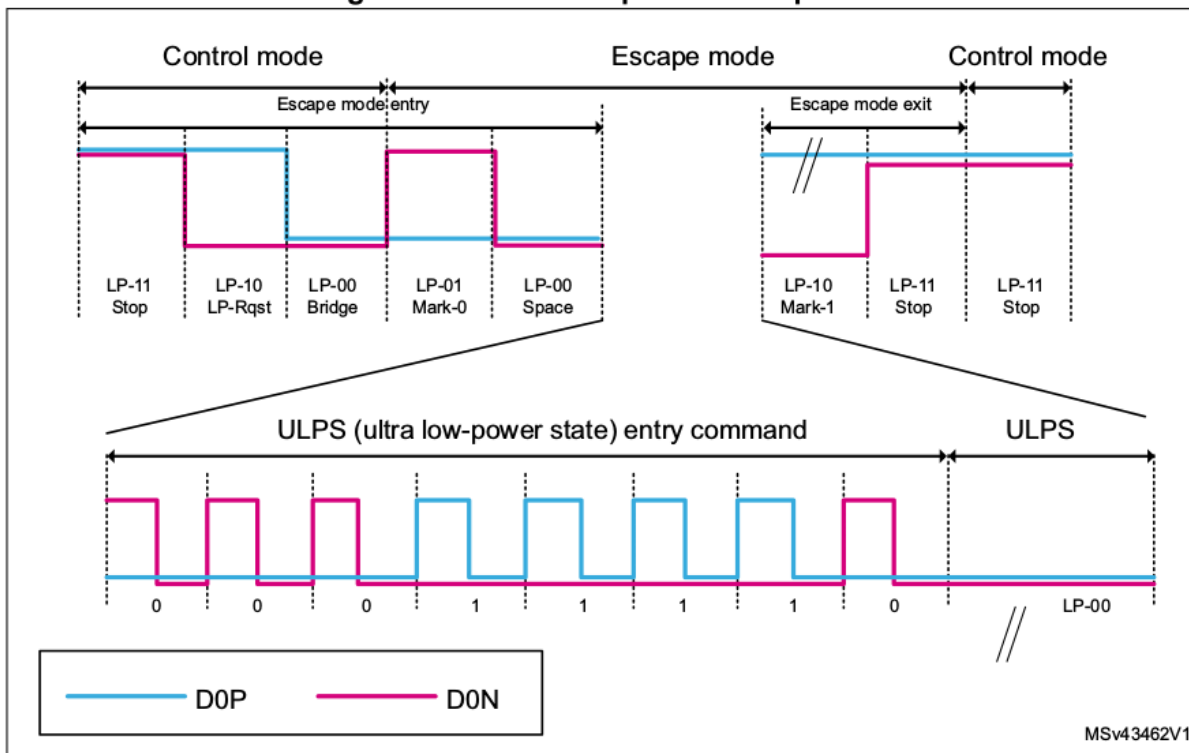 Control mode Escape mode Control mode
Escape mode entry Escape mode exit
LP-11 LP-10 LP-00 LP-01 LP-00 LP-10 LP-11 LP-11
Stop LP-Rqst Bridge Mark-0 Space Mark-1 Stop Stop
ULPS (ultra low-power state) entry command ULPS
0 0 0 1 1 1 1 0 LP-00
D0P D0N
MSv43462V1